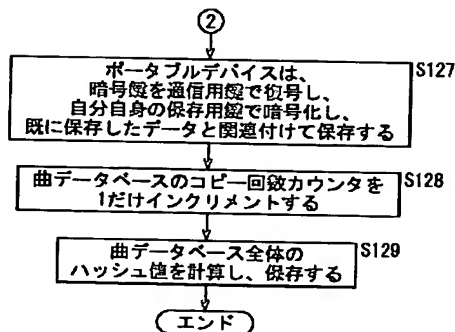 ②
ポータブルデバイスは、
暗号鍵を通信用鍵で復号し、
自分自身の保存用鍵で暗号化し、
既に保存したデータと関連付けて保存する
S127
曲データベースのコピー回数カウンタを
1だけインクリメントする
S128
曲データベース全体の
ハッシュ値を計算し、保存する
S129
エンド